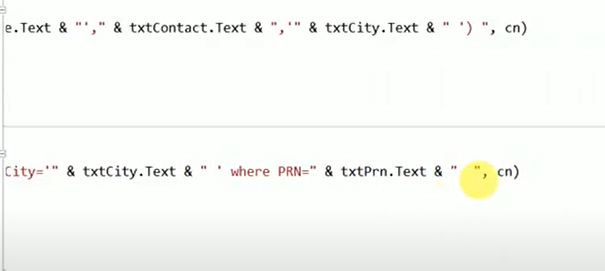 e.Text & "'," & txtContact.Text & ",'" & txtCity.Text & " ') ", cn)
City='" & txtCity.Text & " ' where PRN=" & txtPrn.Text & " ", cn)